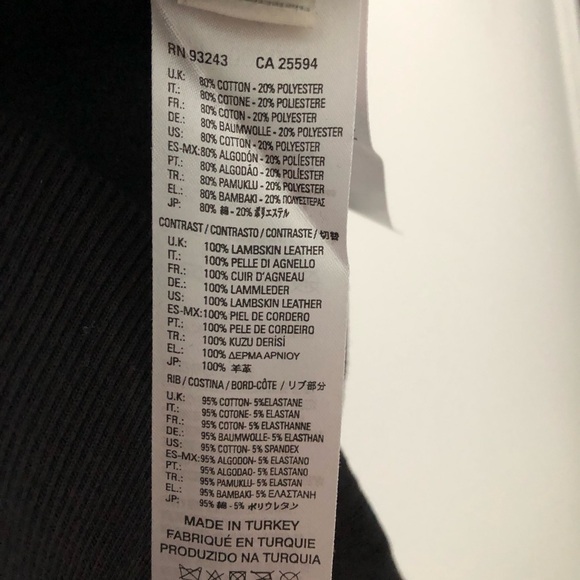 RN 93243 CA 25594
U.K: 80% COTTON - 20% POLYESTER
IT.: 80% COTONE - 20% POLIESTERE
FR.: 80% COTON - 20% POLYESTER
DE.: 80% BAUMWOLLE - 20% POLYESTER
US: 80% COTTON - 20% POLYESTER
ES-MX: 80% ALGODÓN - 20% POLIÉSTER
PT.: 80% ALGODÃO - 20% POLIESTER
TR.: 80% PAMUKLU - 20% POLYESTER
EL.: 80% BAMBAKI - 20% ΠΟΛΥΕΣΤΕΡΑΣ
JP: 80% 綿 - 20% ポリエステル
CONTRAST / CONTRASTO / CONTRASTE / 切替
U.K: 100% LAMBSKIN LEATHER
IT.: 100% PELLE DI AGNELLO
FR.: 100% CUIR D'AGNEAU
DE.: 100% LAMMLEDER
US: 100% LAMBSKIN LEATHER
ES-MX: 100% PIEL DE CORDERO
PT.: 100% PELE DE CORDEIRO
TR.: 100% KUZU DERİSİ
EL.: 100% ΔΕΡΜΑ ΑΡΝΙΟΥ
JP: 100% 羊革
RIB / COSTINA / BORD-CÔTE / リブ部分
U.K: 95% COTTON- 5% ELASTANE
IT.: 95% COTONE- 5% ELASTAN
FR.: 95% COTON- 5% ELASTHANNE
DE.: 95% BAUMWOLLE- 5% ELASTHAN
US: 95% COTTON- 5% SPANDEX
ES-MX: 95% ALGODON- 5% ELASTANO
PT.: 95% ALGODAO- 5% ELASTANO
TR.: 95% PAMUKLU- 5% ELASTAN
EL.: 95% BAMBAKI- 5% ΕΛΑΣΤΑΝΗ
JP: 95% 綿 - 5% ポリウレタン
MADE IN TURKEY
FABRIQUÉ EN TURQUIE
PRODUZIDO NA TURQUIA